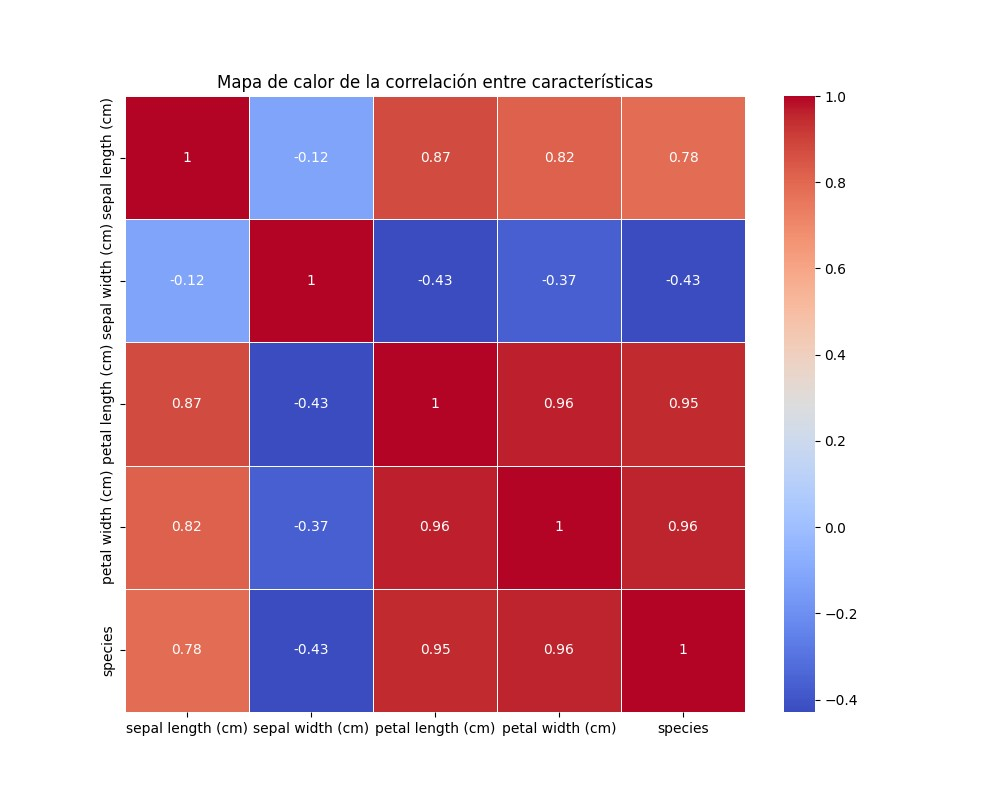 Mapa de calor de la correlación entre características
sepal length (cm)
1 -0.12 0.87 0.82 0.78
sepal width (cm)
-0.12 1 -0.43 -0.37 -0.43
petal length (cm)
0.87 -0.43 1 0.96 0.95
petal width (cm)
0.82 -0.37 0.96 1 0.96
species
0.78 -0.43 0.95 0.96 1
sepal length (cm) sepal width (cm) petal length (cm) petal width (cm) species
1.0
0.8
0.6
0.4
0.2
0.0
−0.2
−0.4